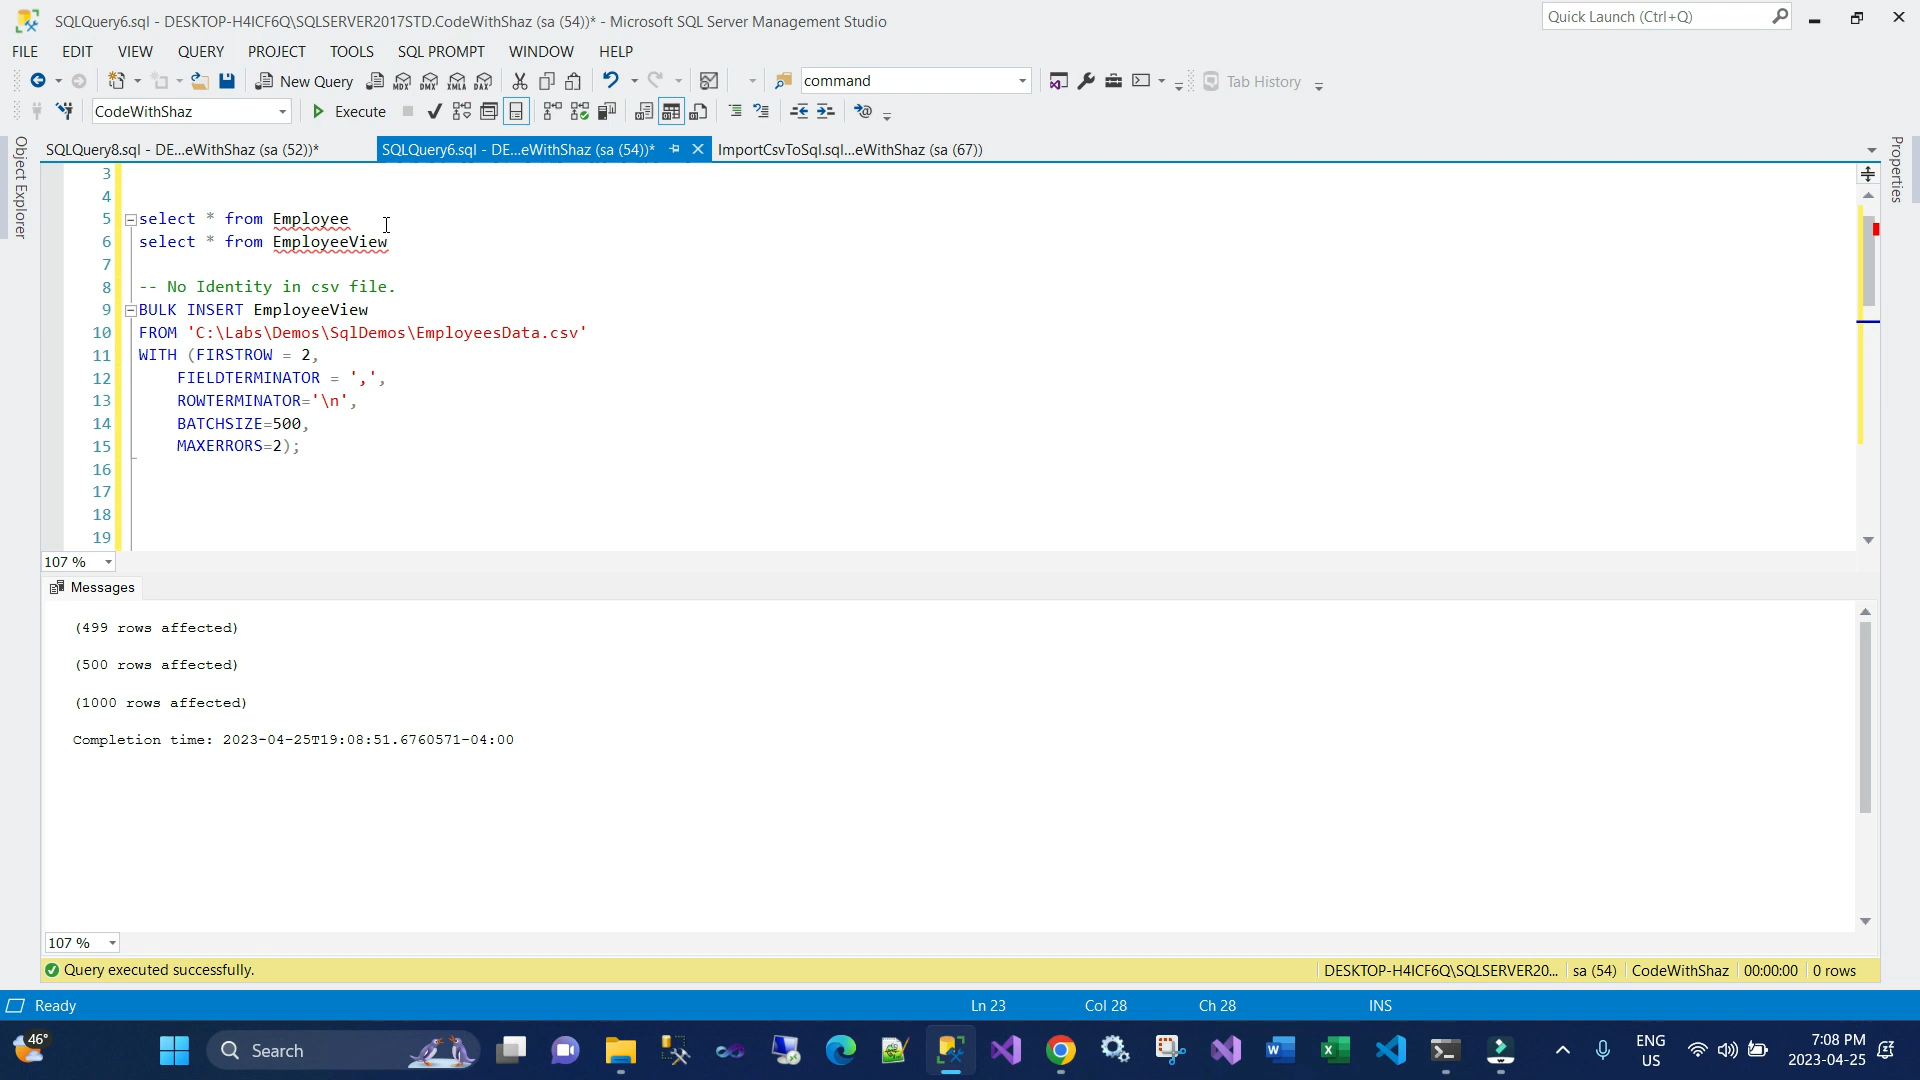 SQLQuery6.sql - DESKTOP-H4ICF6Q\SQLSERVER2017STD.CodeWithShaz (sa (54))* - Microsoft SQL Server Management Studio
Quick Launch (Ctrl+Q)
FILE EDIT VIEW QUERY PROJECT TOOLS SQL PROMPT WINDOW HELP
New Query MDX DMX XMLA DAX command Tab History
CodeWithShaz Execute
SQLQuery8.sql - DE...eWithShaz (sa (52))* SQLQuery6.sql - DE...eWithShaz (sa (54))* ImportCsvToSql.sql...eWithShaz (sa (67))
Object Explorer
Properties
3
4
5 select * from Employee
6 select * from EmployeeView
7
8 -- No Identity in csv file.
9 BULK INSERT EmployeeView
10 FROM 'C:\Labs\Demos\SqlDemos\EmployeesData.csv'
11 WITH (FIRSTROW = 2,
12 FIELDTERMINATOR = ',',
13 ROWTERMINATOR='\n',
14 BATCHSIZE=500,
15 MAXERRORS=2);
16
17
18
19
107 %
Messages
(499 rows affected)
(500 rows affected)
(1000 rows affected)
Completion time: 2023-04-25T19:08:51.6760571-04:00
107 %
Query executed successfully. DESKTOP-H4ICF6Q\SQLSERVER20... sa (54) CodeWithShaz 00:00:00 0 rows
Ready Ln 23 Col 28 Ch 28 INS
46° Search ENG 7:08 PM
US 2023-04-25